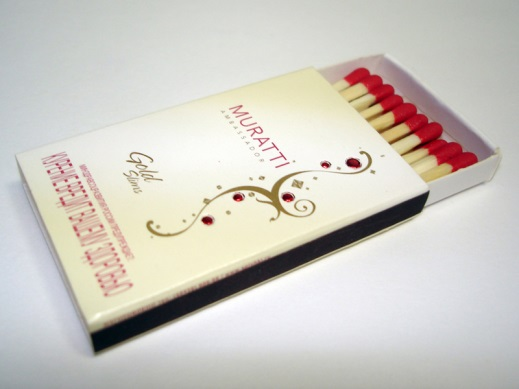 MURATTI
AMBASSADOR
Gold
Slims
КУРЕНИЕ ВРЕДИТ ВАШЕМУ ЗДОРОВЬЮ